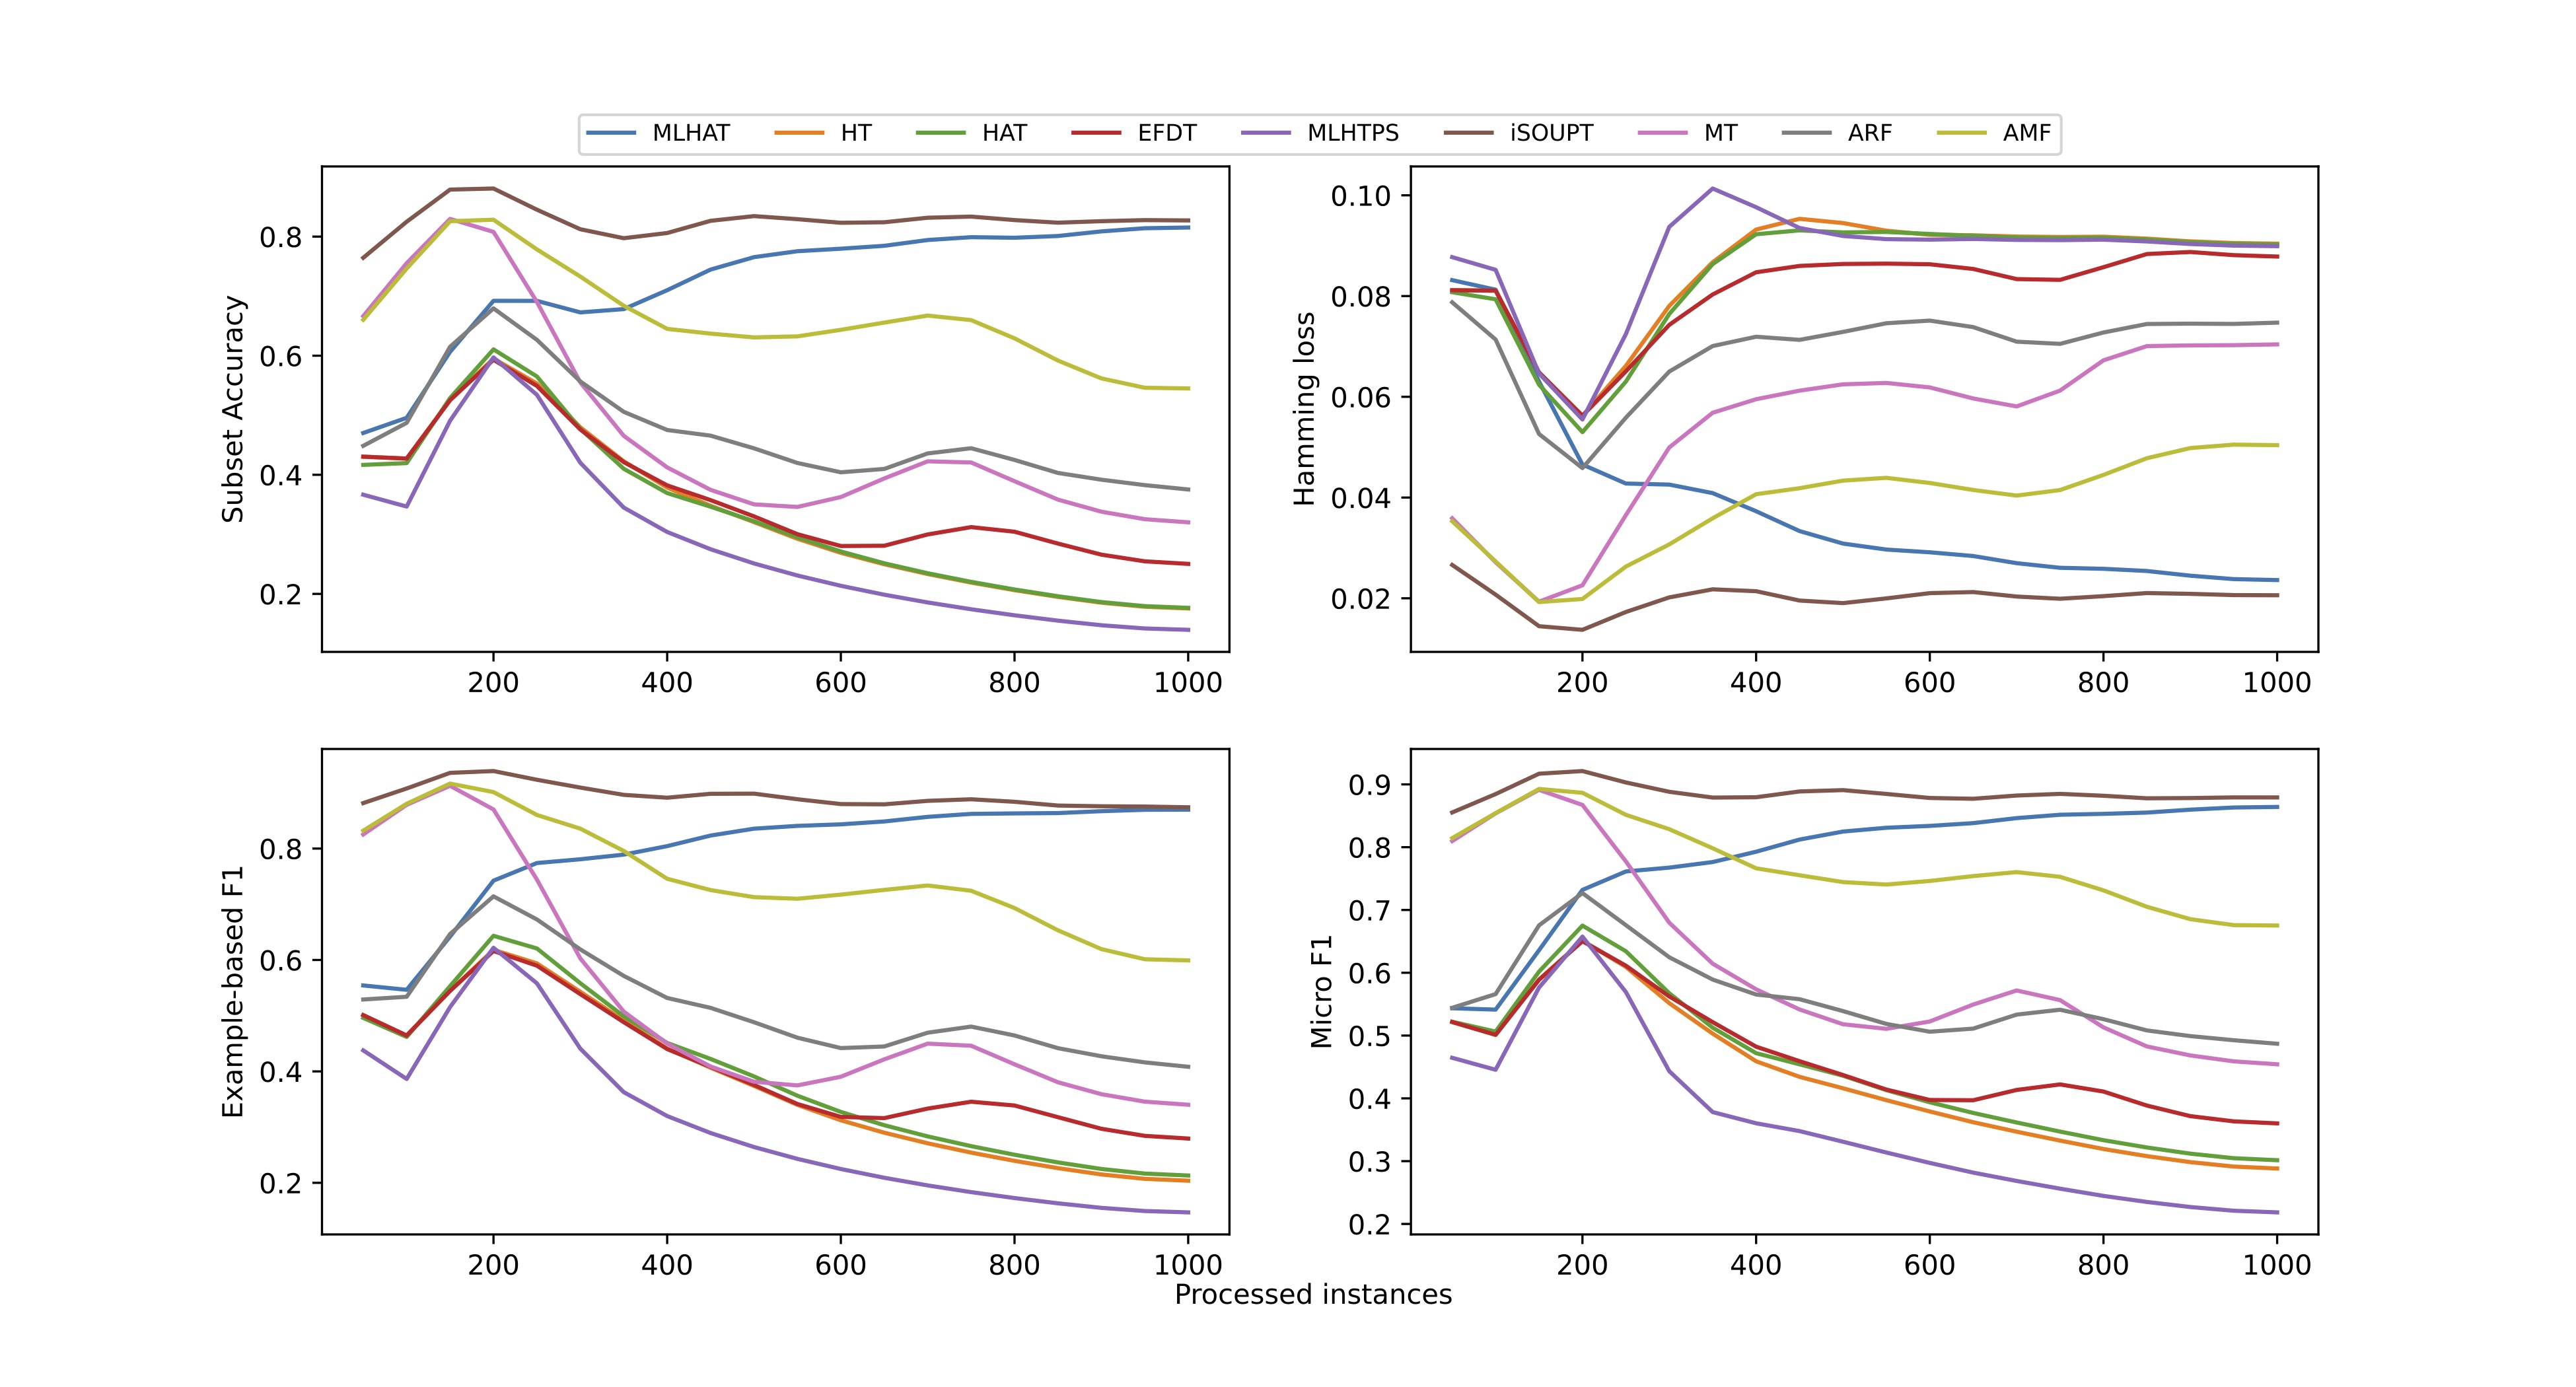 MLHAT HT HAT EFDT MLHTPS iSOUPT MT ARF AMF
Subset Accuracy
0.8
0.6
0.4
0.2
200 400 600 800 1000
Hamming loss
0.10
0.08
0.06
0.04
0.02
200 400 600 800 1000
Example-based F1
0.8
0.6
0.4
0.2
200 400 600 800 1000
Micro F1
0.9
0.8
0.7
0.6
0.5
0.4
0.3
0.2
200 400 600 800 1000
Processed instances